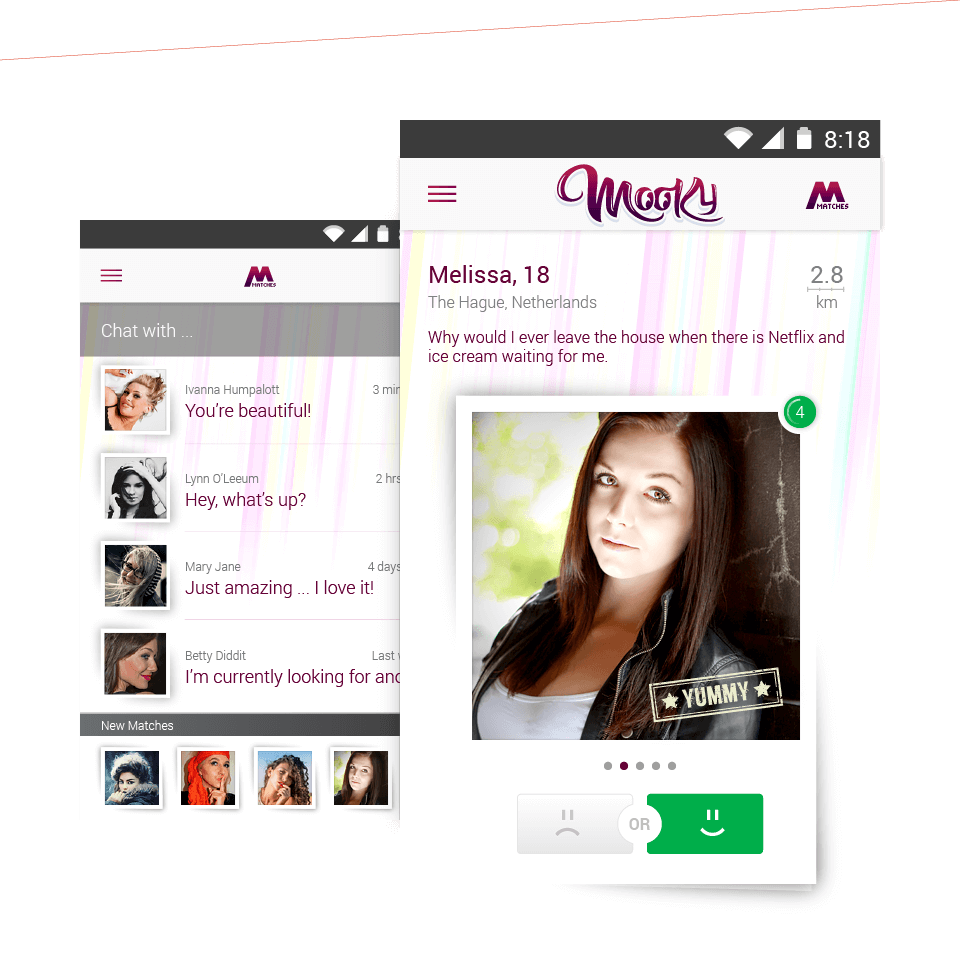 8:18
Mooky
M
MATCHES
Melissa, 18
2.8
km
The Hague, Netherlands
Why would I ever leave the house when there is Netflix and
ice cream waiting for me.
4
YUMMY
OR
M
MATCHES
Chat with ...
Ivanna Humpalott
3 min
You're beautiful!
Lynn O'Leeum
2 hrs
Hey, what's up?
Mary Jane
4 days
Just amazing ... I love it!
Betty Diddit
Last
I'm currently looking for
New Matches